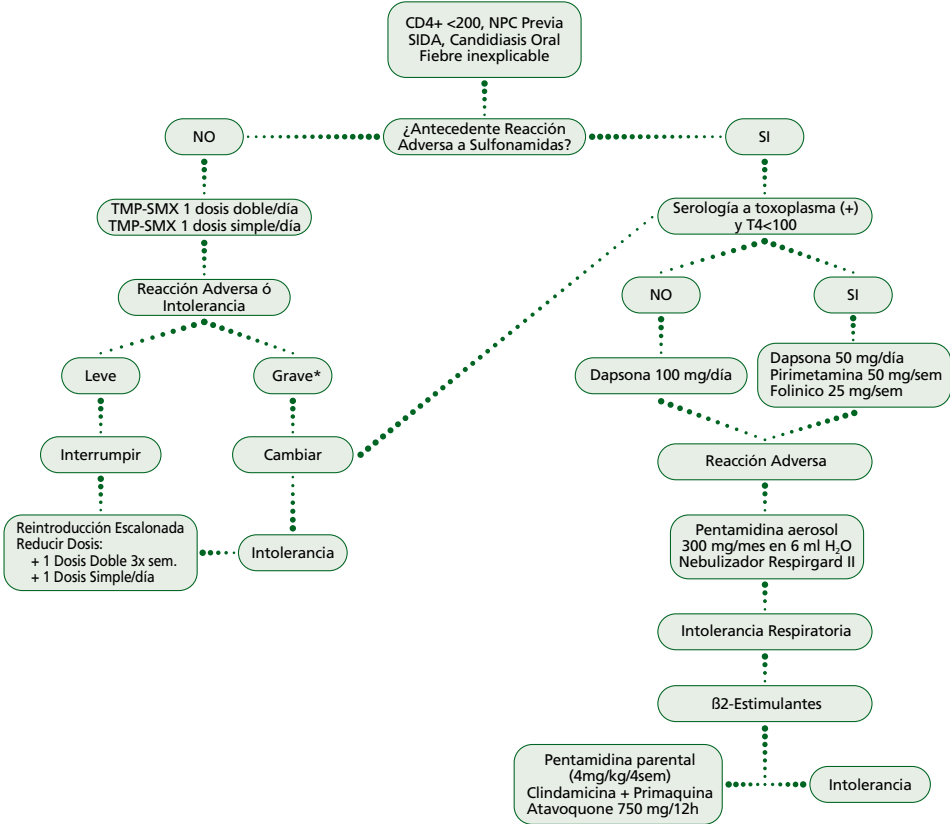 CD4+ <200, NPC Previa
SIDA, Candidiasis Oral
Fiebre inexplicable
¿Antecedente Reacción
Adversa a Sulfonamidas?
NO
SI
TMP-SMX 1 dosis doble/día
TMP-SMX 1 dosis simple/día
Serología a toxoplasma (+)
y T4<100
Reacción Adversa ó
Intolerancia
NO
SI
Leve
Grave*
Dapsona 100 mg/día
Dapsona 50 mg/día
Pirimetamina 50 mg/sem
Folinico 25 mg/sem
Interrumpir
Cambiar
Reacción Adversa
Reintroducción Escalonada
Reducir Dosis:
+ 1 Dosis Doble 3x sem.
+ 1 Dosis Simple/día
Intolerancia
Pentamidina aerosol
300 mg/mes en 6 ml H₂O
Nebulizador Respirgard II
Intolerancia Respiratoria
ß2-Estimulantes
Pentamidina parental
(4mg/kg/4sem)
Clindamicina + Primaquina
Atavoquone 750 mg/12h
Intolerancia